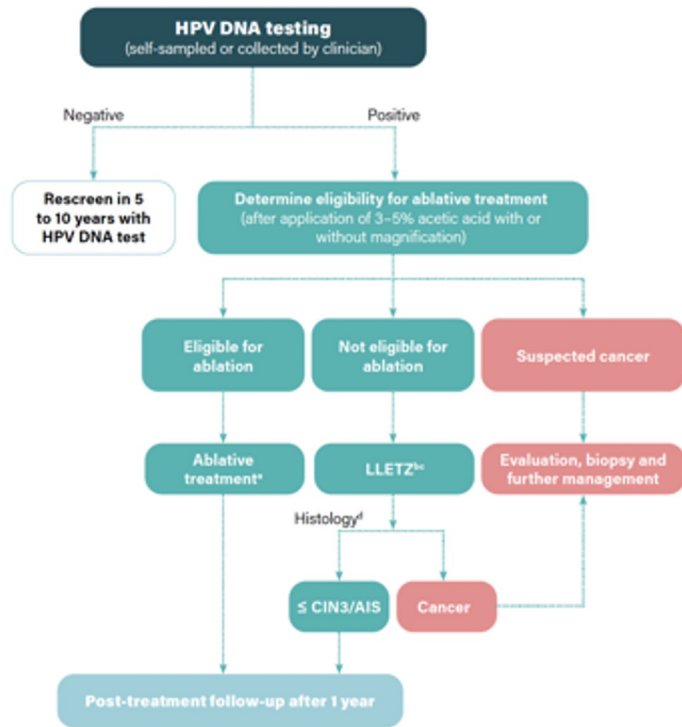 HPV DNA testing
(self-sampled or collected by clinician)
Negative
Positive
Rescreen in 5
to 10 years with
HPV DNA test
Determine eligibility for ablative treatment
(after application of 3–5% acetic acid with or
without magnification)
Eligible for
ablation
Not eligible for
ablation
Suspected cancer
Ablative
treatmentᵃ
LLETZᵇᶜ
Evaluation, biopsy and
further management
Histologyᵈ
≤ CIN3/AIS
Cancer
Post-treatment follow-up after 1 year